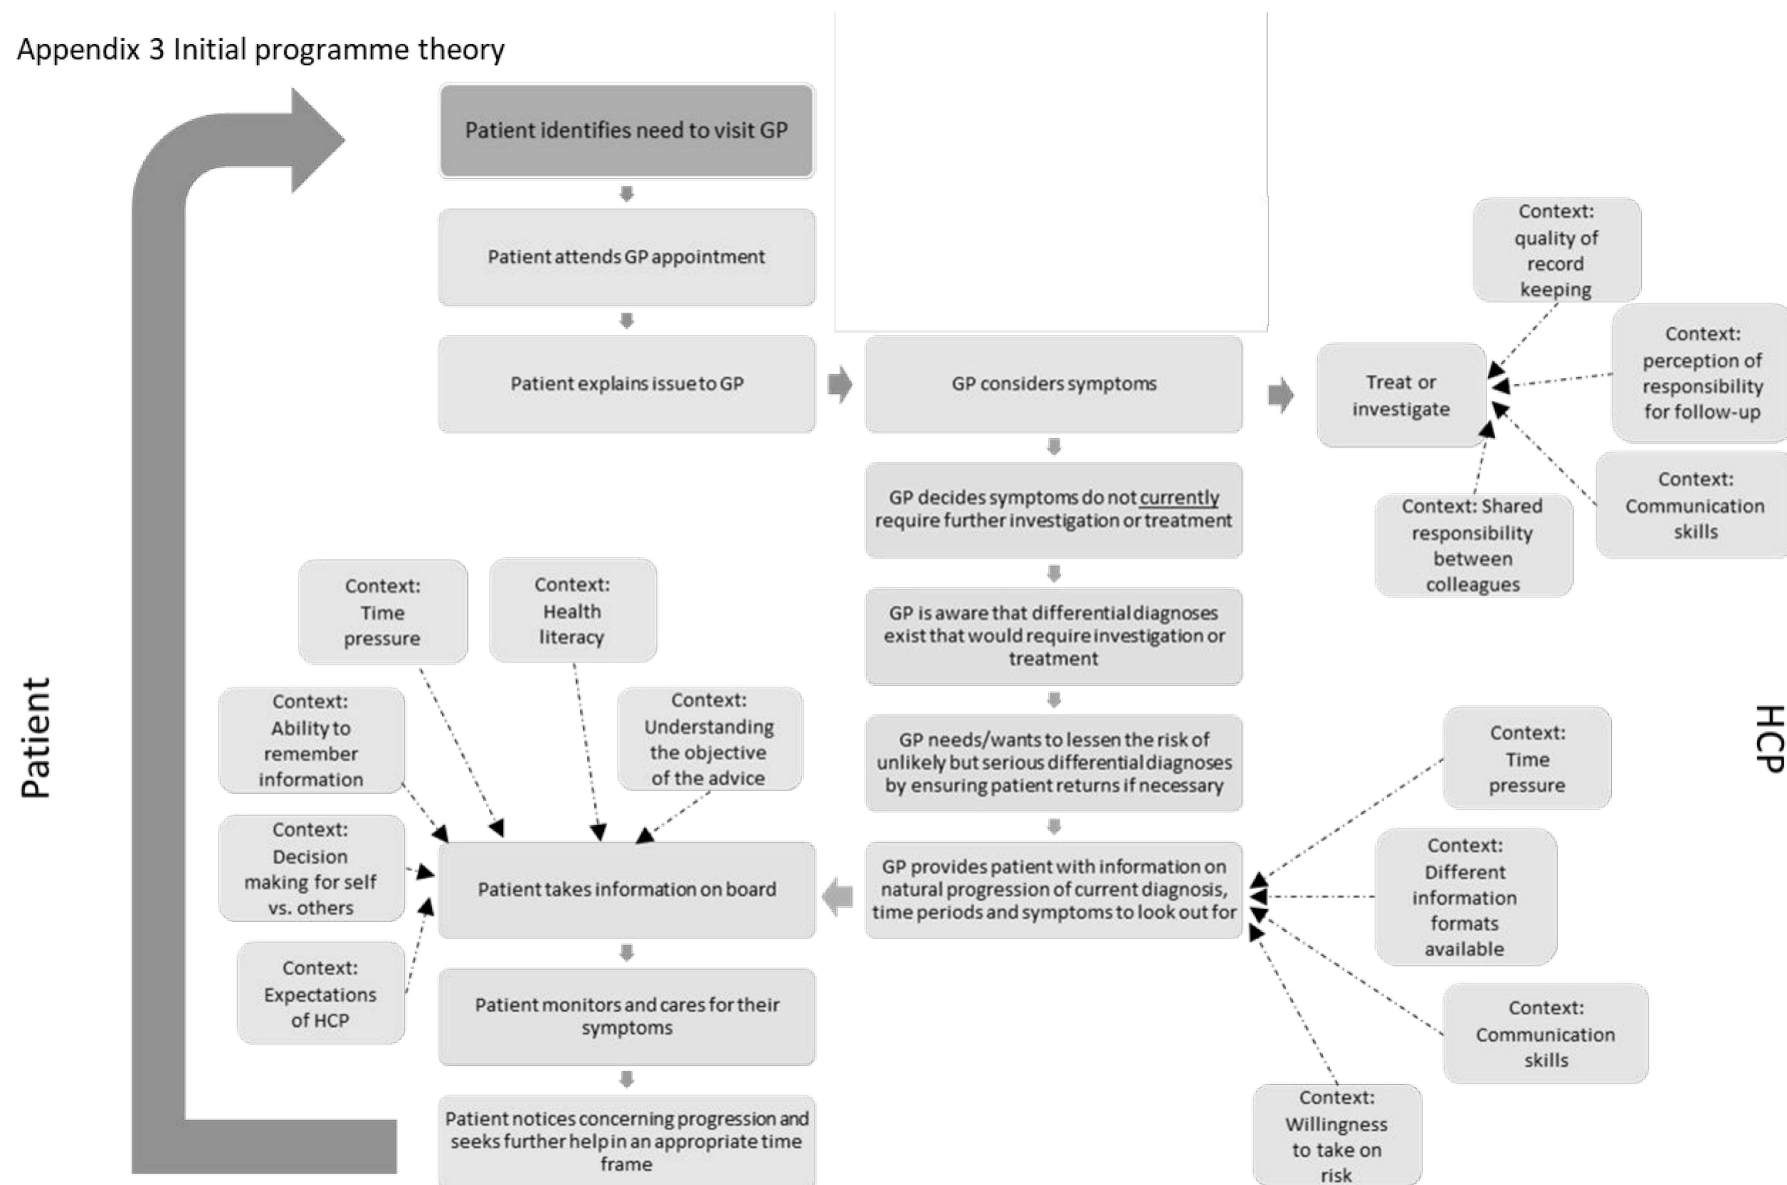 Appendix 3 Initial programme theory
Patient identifies need to visit GP
Patient attends GP appointment
Patient explains issue to GP
GP considers symptoms
Treat or
investigate
Context:
quality of
record
keeping
Context:
perception of
responsibility
for follow-up
Context:
Communication
skills
Context: Shared
responsibility
between
colleagues
GP decides symptoms do not currently
require further investigation or treatment
GP is aware that differential diagnoses
exist that would require investigation or
treatment
GP needs/wants to lessen the risk of
unlikely but serious differential diagnoses
by ensuring patient returns if necessary
GP provides patient with information on
natural progression of current diagnosis,
time periods and symptoms to look out for
Context:
Time
pressure
Context:
Different
information
formats
available
Context:
Communication
skills
Context:
Willingness
to take on
risk
HCP
Patient
Context:
Time
pressure
Context:
Health
literacy
Context:
Understanding
the objective
of the advice
Context:
Ability to
remember
information
Context:
Decision
making for self
vs. others
Context:
Expectations
of HCP
Patient takes information on board
Patient monitors and cares for their
symptoms
Patient notices concerning progression and
seeks further help in an appropriate time
frame